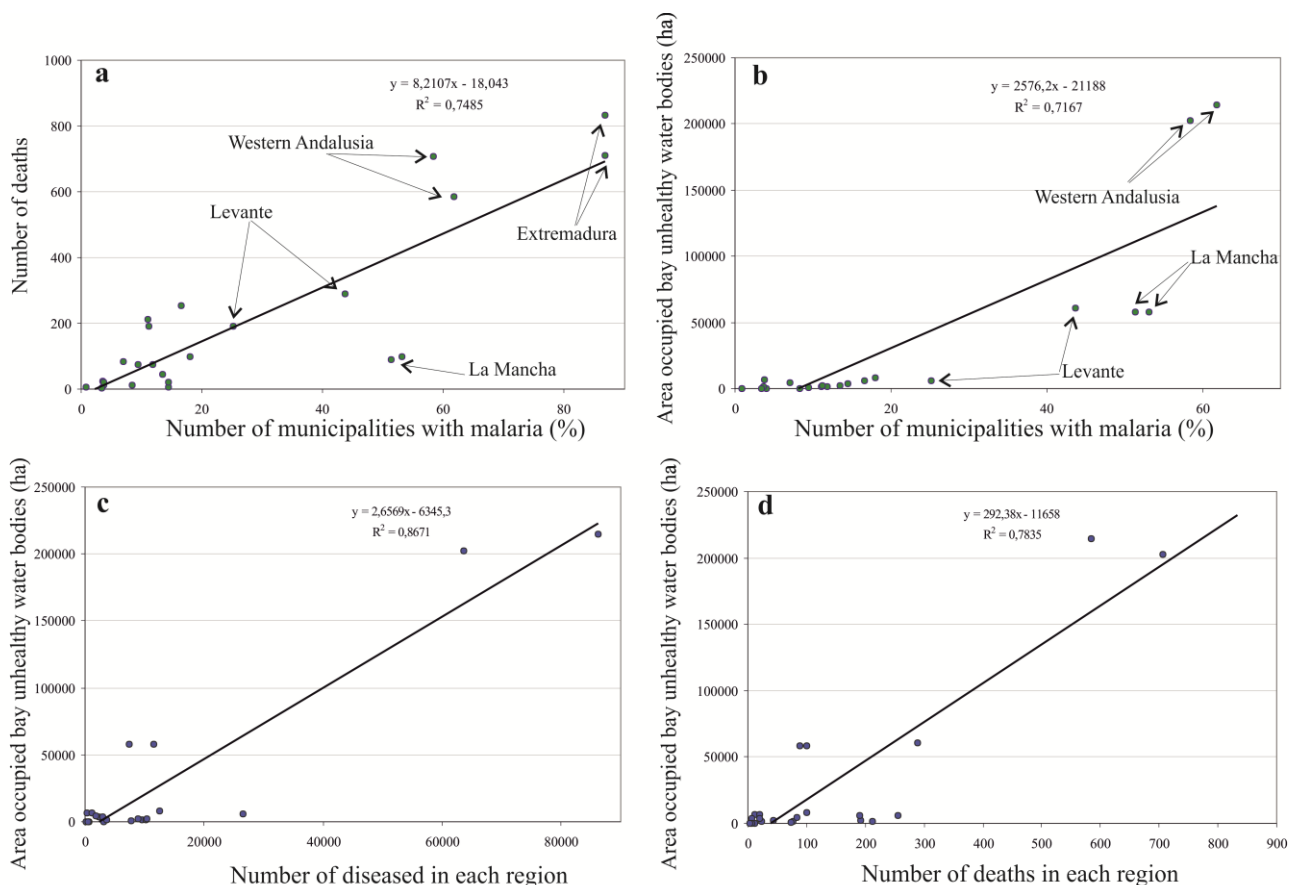 a
y = 8,2107x - 18,043
R² = 0,7485
Number of deaths
1000
800
600
400
200
0
Western Andalusia
Levante
Extremadura
La Mancha
0 20 40 60 80
Number of municipalities with malaria (%)
b
y = 2576,2x - 21188
R² = 0,7167
Area occupied bay unhealthy water bodies (ha)
250000
200000
150000
100000
50000
0
Western Andalusia
La Mancha
Levante
0 20 40 60
Number of municipalities with malaria (%)
c
y = 2,6569x - 6345,3
R² = 0,8671
Area occupied bay unhealthy water bodies (ha)
250000
200000
150000
100000
50000
0
0 20000 40000 60000 80000
Number of diseased in each region
d
y = 292,38x - 11658
R² = 0,7835
Area occupied bay unhealthy water bodies (ha)
250000
200000
150000
100000
50000
0
0 100 200 300 400 500 600 700 800 900
Number of deaths in each region